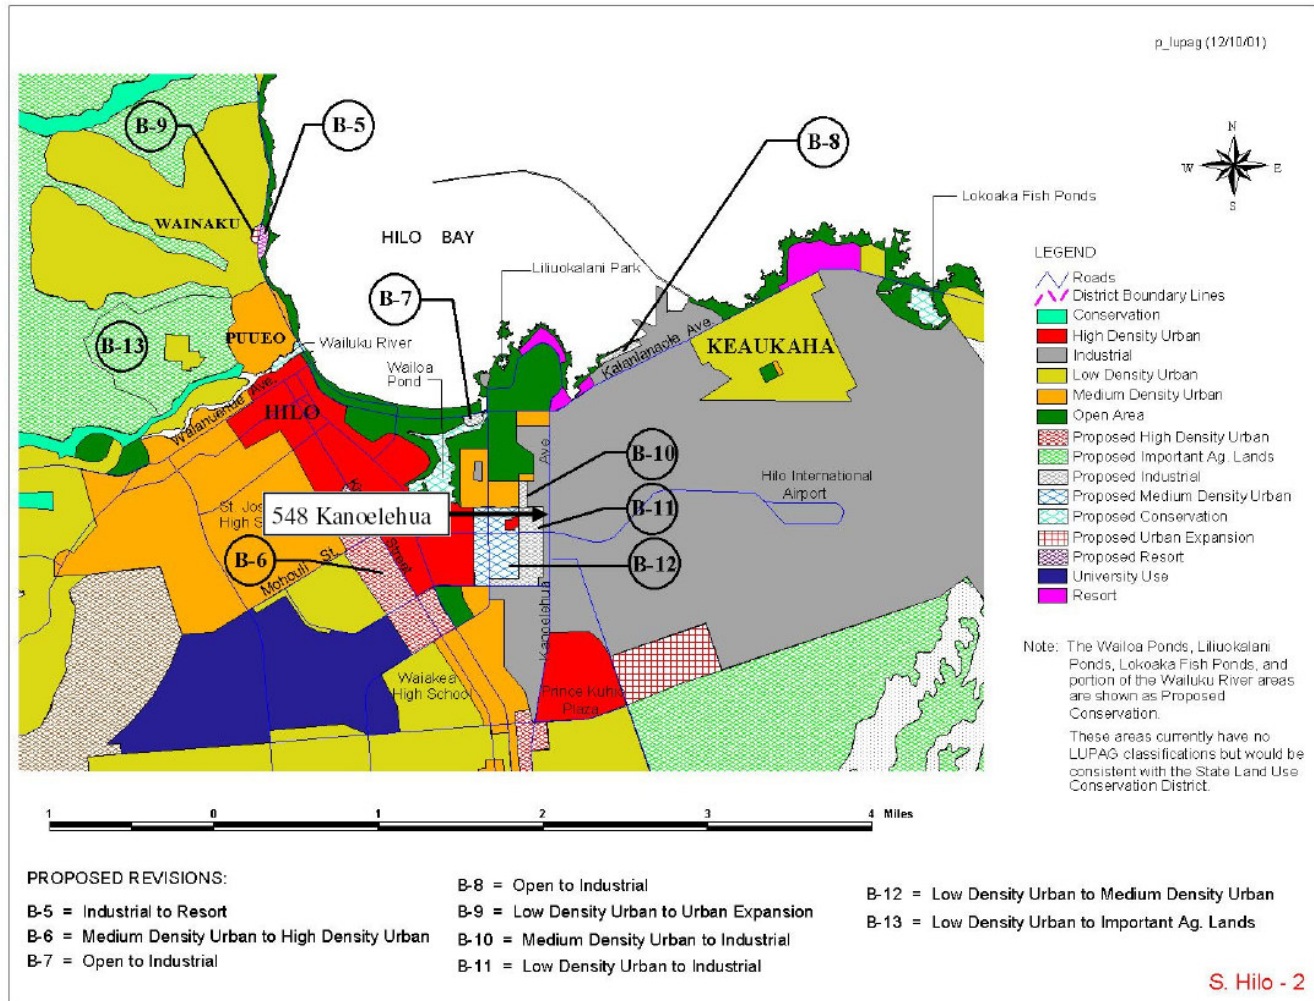 p_lupag (12/10/01)
N
W E
S
B-9
B-5
B-8
Lokoaka Fish Ponds
WAINAKU
HILO BAY
Liliuokalani Park
B-7
B-13
PUUEO
Wailuku River
Wailoa
Pond
Kalanianaole Ave.
KEAUKAHA
HILO
Waianuenue Ave.
Ave
B-10
Hilo International
Airport
548 Kanoelehua
B-11
St. Jos
High S
B-6
Mohouli St.
Street
B-12
Kanoelehua
Waiakea
High School
Prince Kuhio
Plaza
LEGEND
Roads
District Boundary Lines
Conservation
High Density Urban
Industrial
Low Density Urban
Medium Density Urban
Open Area
Proposed High Density Urban
Proposed Important Ag. Lands
Proposed Industrial
Proposed Medium Density Urban
Proposed Conservation
Proposed Urban Expansion
Proposed Resort
University Use
Resort
Note: The Wailoa Ponds, Liliuokalani
Ponds, Lokoaka Fish Ponds, and
portion of the Wailuku River areas
are shown as Proposed
Conservation.
These areas currently have no
LUPAG classifications but would be
consistent with the State Land Use
Conservation District.
1 0 1 2 3 4 Miles
PROPOSED REVISIONS:
B-5 = Industrial to Resort
B-6 = Medium Density Urban to High Density Urban
B-7 = Open to Industrial
B-8 = Open to Industrial
B-9 = Low Density Urban to Urban Expansion
B-10 = Medium Density Urban to Industrial
B-11 = Low Density Urban to Industrial
B-12 = Low Density Urban to Medium Density Urban
B-13 = Low Density Urban to Important Ag. Lands
S. Hilo - 2